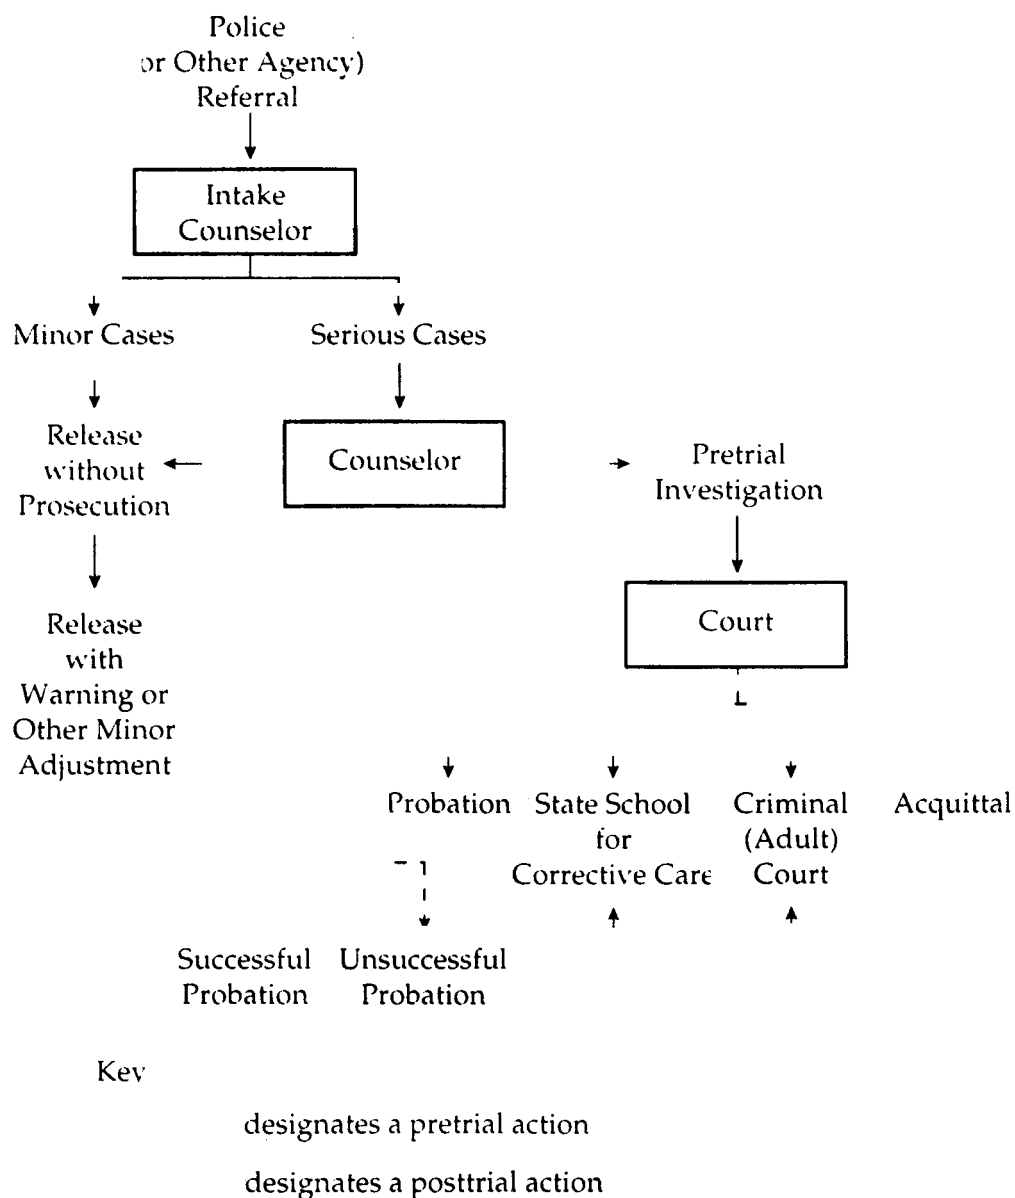 Police
or Other Agency)
Referral
Intake
Counselor
Minor Cases
Serious Cases
Release
without
Prosecution
Counselor
Pretrial
Investigation
Release
with
Warning or
Other Minor
Adjustment
Court
Probation
State School
for
Corrective Care
Criminal
(Adult)
Court
Acquittal
Successful
Probation
Unsuccessful
Probation
Key
designates a pretrial action
designates a posttrial action